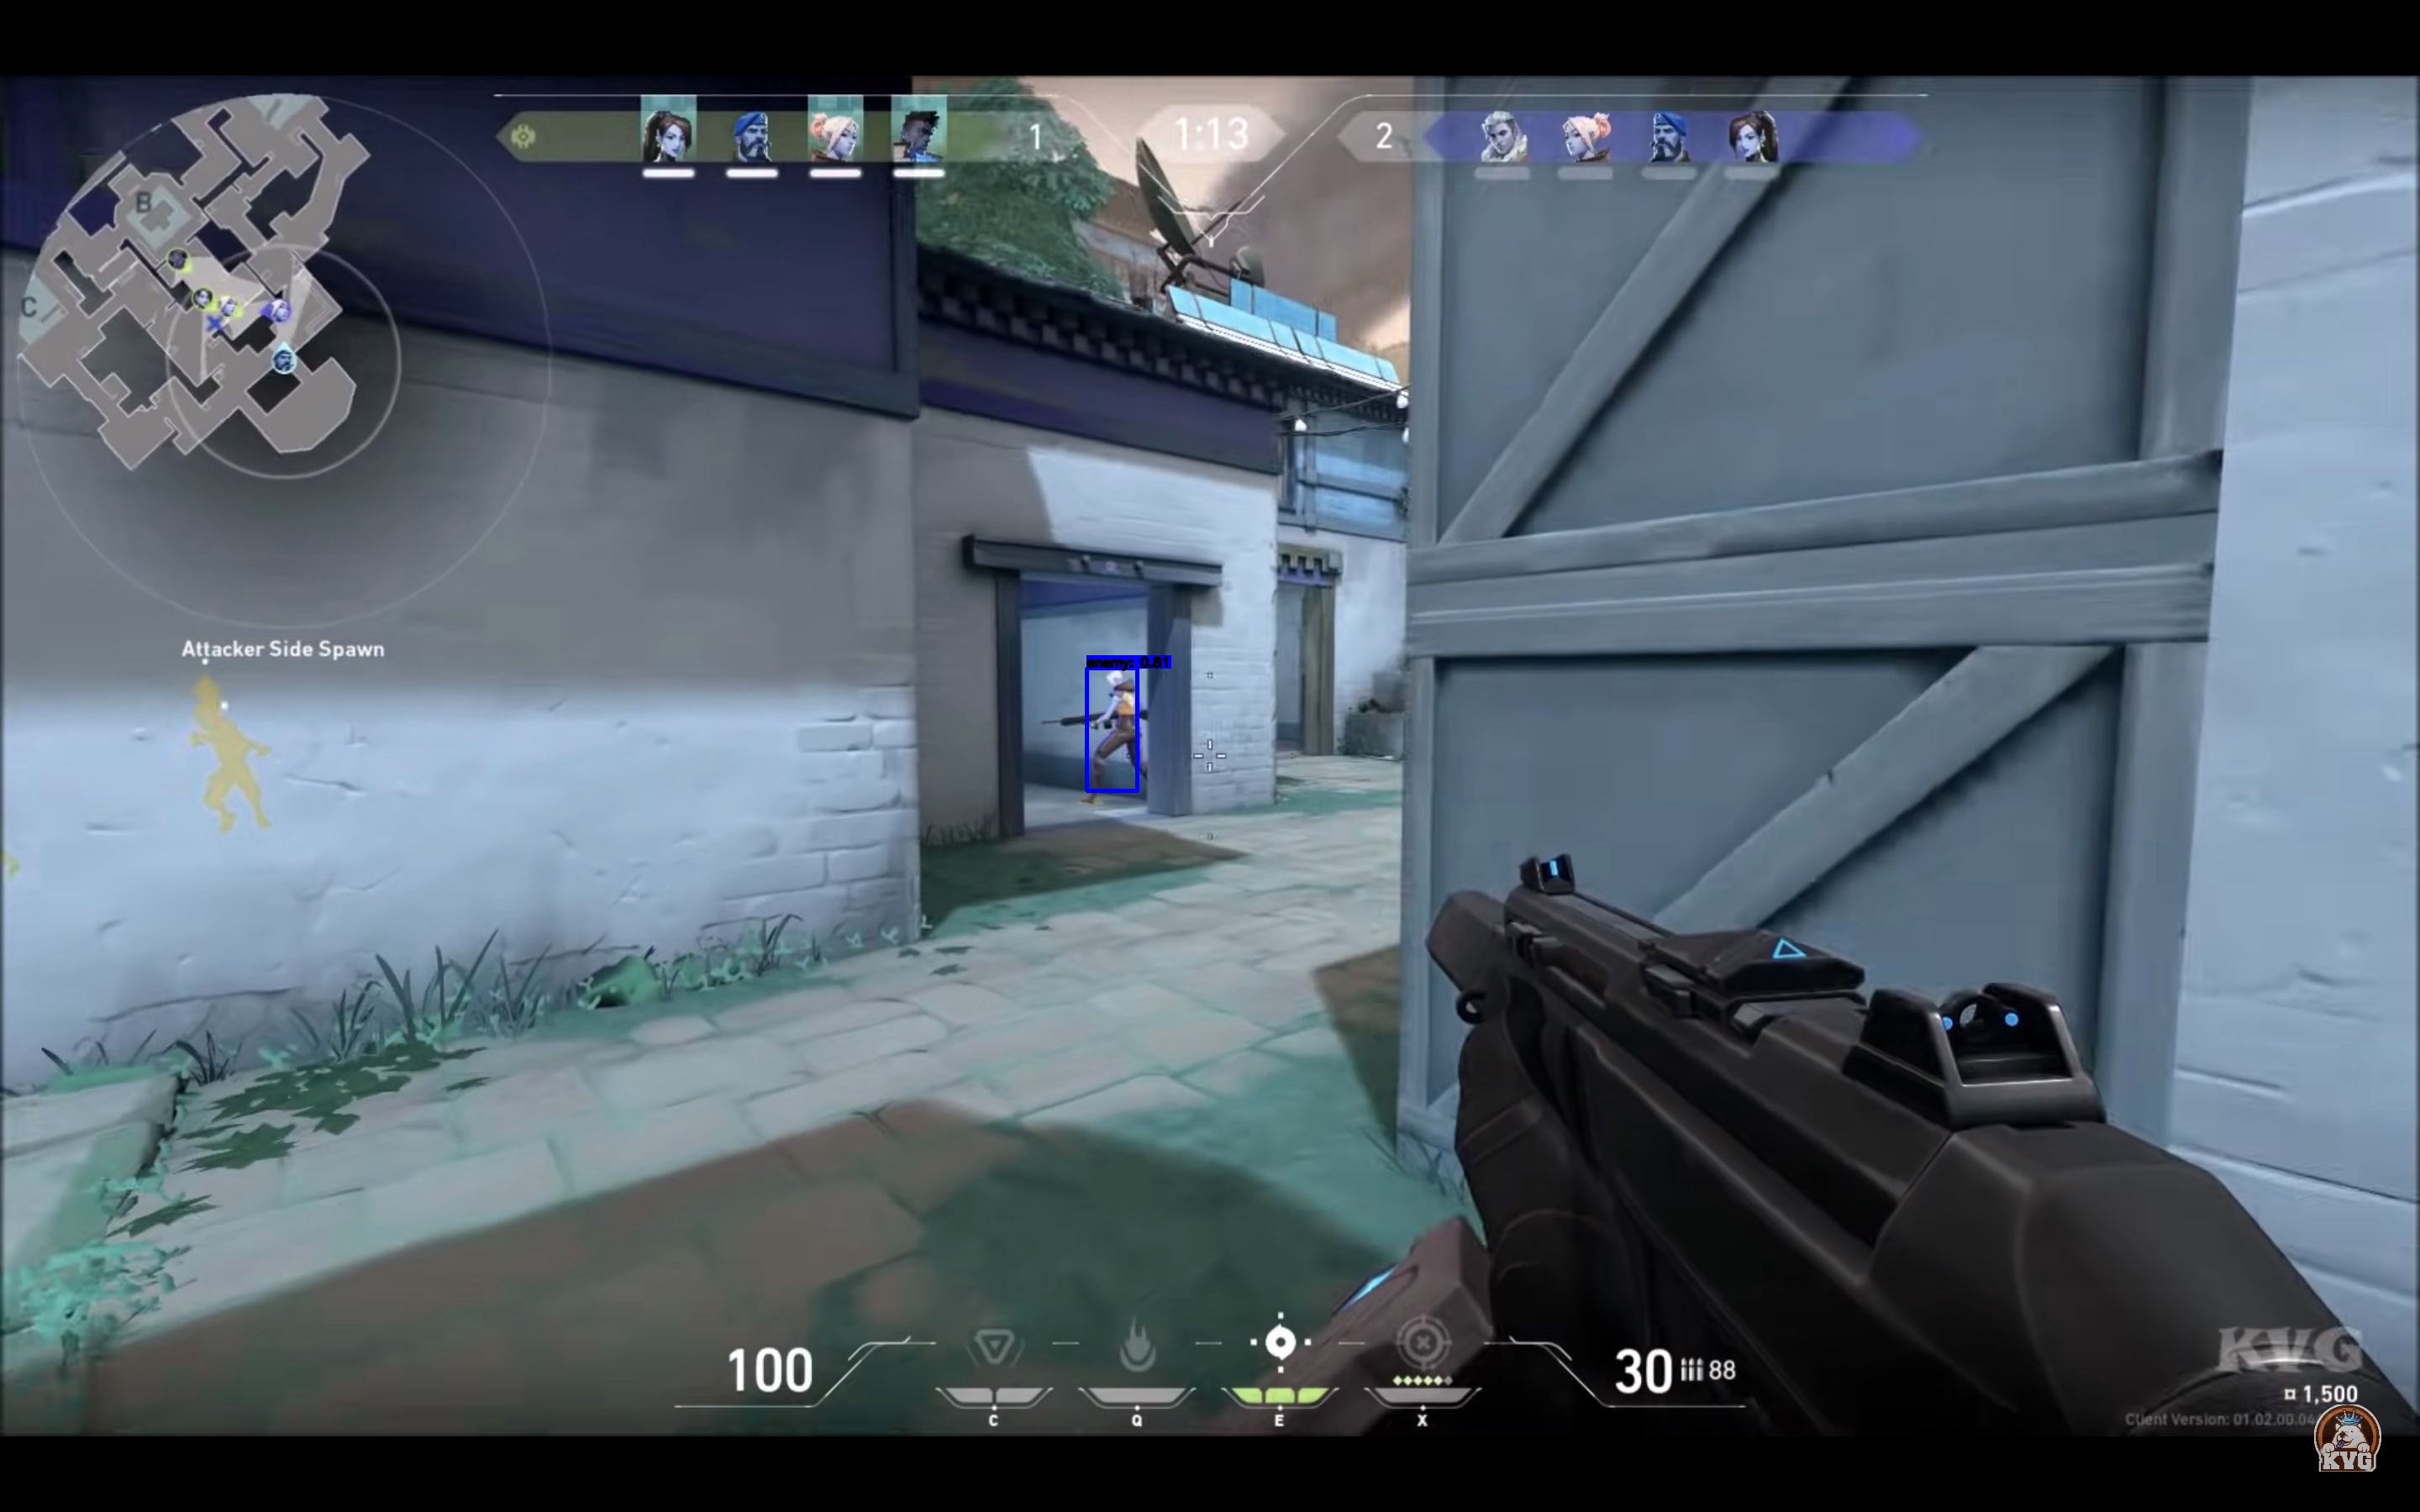 1
1:13
2
B
C
Attacker Side Spawn
enemy: 0.81
100
30
88
C
Q
E
X
KVG
1,500
Client Version: 01.02.00.04
KVG